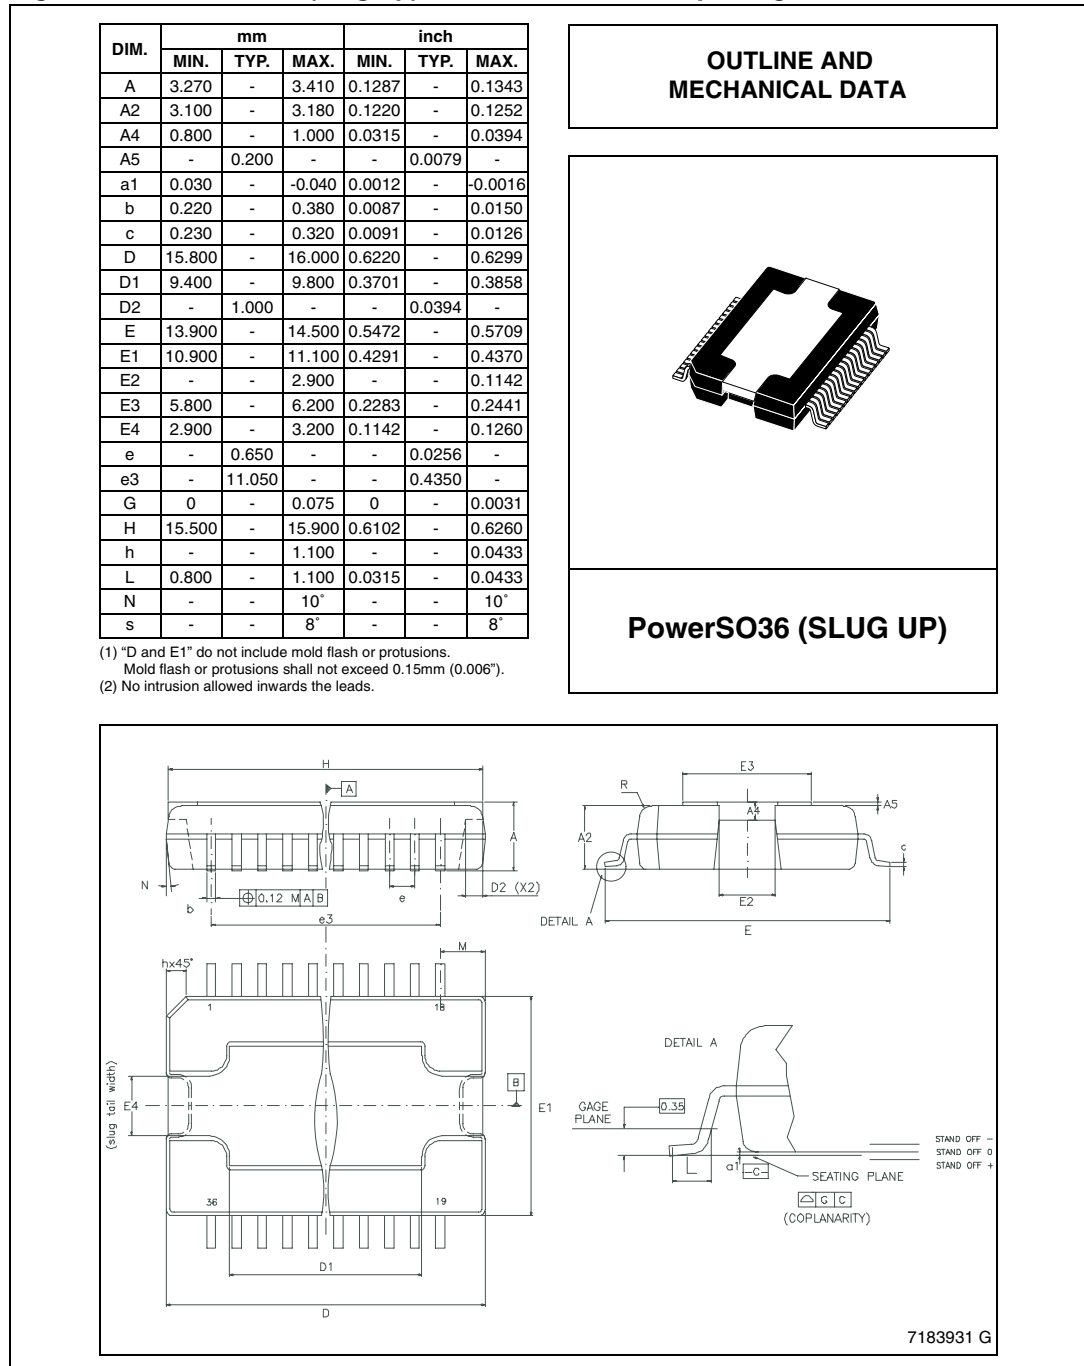 DIM. mm inch
MIN. TYP. MAX. MIN. TYP. MAX.
A 3.270 - 3.410 0.1287 - 0.1343
A2 3.100 - 3.180 0.1220 - 0.1252
A4 0.800 - 1.000 0.0315 - 0.0394
A5 - 0.200 - - 0.0079 -
a1 0.030 - -0.040 0.0012 - -0.0016
b 0.220 - 0.380 0.0087 - 0.0150
c 0.230 - 0.320 0.0091 - 0.0126
D 15.800 - 16.000 0.6220 - 0.6299
D1 9.400 - 9.800 0.3701 - 0.3858
D2 - 1.000 - - 0.0394 -
E 13.900 - 14.500 0.5472 - 0.5709
E1 10.900 - 11.100 0.4291 - 0.4370
E2 - - 2.900 - - 0.1142
E3 5.800 - 6.200 0.2283 - 0.2441
E4 2.900 - 3.200 0.1142 - 0.1260
e - 0.650 - - 0.0256 -
e3 - 11.050 - - 0.4350 -
G 0 - 0.075 0 - 0.0031
H 15.500 - 15.900 0.6102 - 0.6260
h - - 1.100 - - 0.0433
L 0.800 - 1.100 0.0315 - 0.0433
N - - 10˚ - - 10˚
s - - 8˚ - - 8˚
(1) “D and E1” do not include mold flash or protusions.
Mold flash or protusions shall not exceed 0.15mm (0.006”).
(2) No intrusion allowed inwards the leads.
OUTLINE AND
MECHANICAL DATA
PowerSO36 (SLUG UP)
H
A
A
N
b
0.12 M A B
e
D2 (X2)
e3
E3
R
A4
A5
A2
c
E2
DETAIL A
E
M
hx45°
1 18
(slug tail width)
E4
B
E1
36 19
D1
D
DETAIL A
GAGE
PLANE
0.35
L
a1
-C-
SEATING PLANE
G C
(COPLANARITY)
STAND OFF -
STAND OFF 0
STAND OFF +
7183931 G